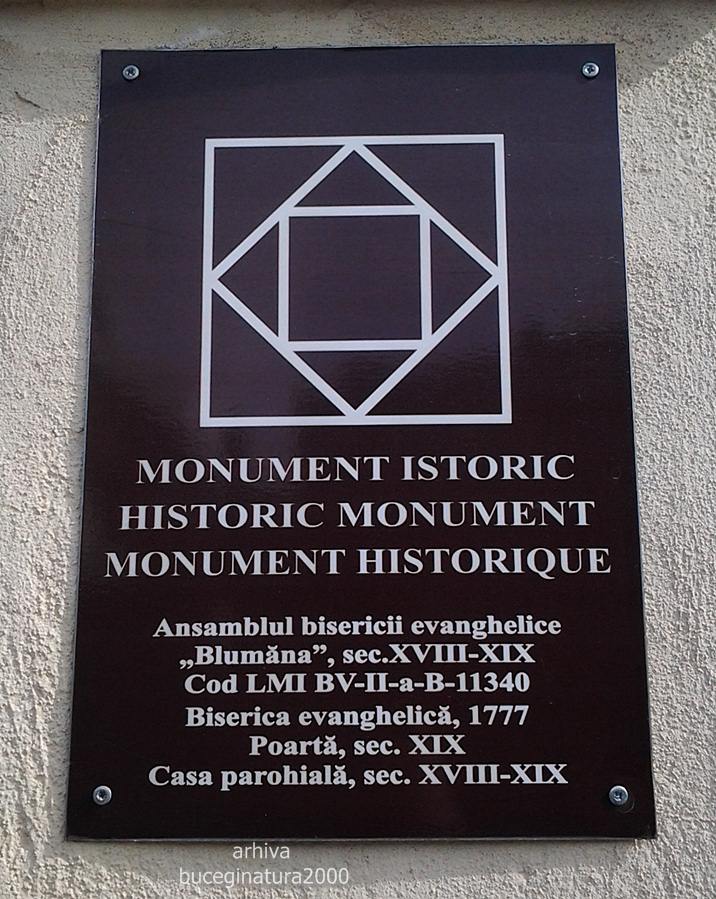 MONUMENT ISTORIC
HISTORIC MONUMENT
MONUMENT HISTORIQUE
Ansamblul bisericii evanghelice
„Blumăna”, sec.XVIII-XIX
Cod LMI BV-II-a-B-11340
Biserica evanghelică, 1777
Poartă, sec. XIX
Casa parohială, sec. XVIII-XIX
arhiva
buceginatura2000